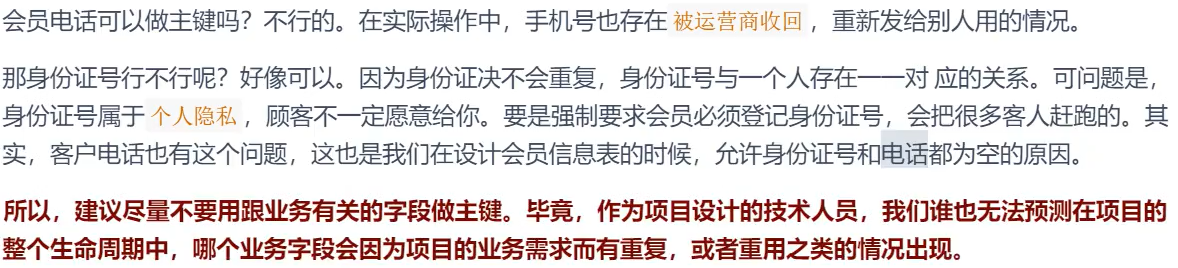 会员电话可以做主键吗？不行的。在实际操作中，手机号也存在 被运营商收回 ，重新发给别人用的情况。
那身份证号行不行呢？好像可以。因为身份证决不会重复，身份证号与一个人存在一一对 应的关系。可问题是，
身份证号属于 个人隐私 ，顾客不一定愿意给你。要是强制要求会员必须登记身份证号，会把很多客人赶跑的。其
实，客户电话也有这个问题，这也是我们在设计会员信息表的时候，允许身份证号和电话都为空的原因。
所以，建议尽量不要用跟业务有关的字段做主键。毕竟，作为项目设计的技术人员，我们谁也无法预测在项目的
整个生命周期中，哪个业务字段会因为项目的业务需求而有重复，或者重用之类的情况出现。